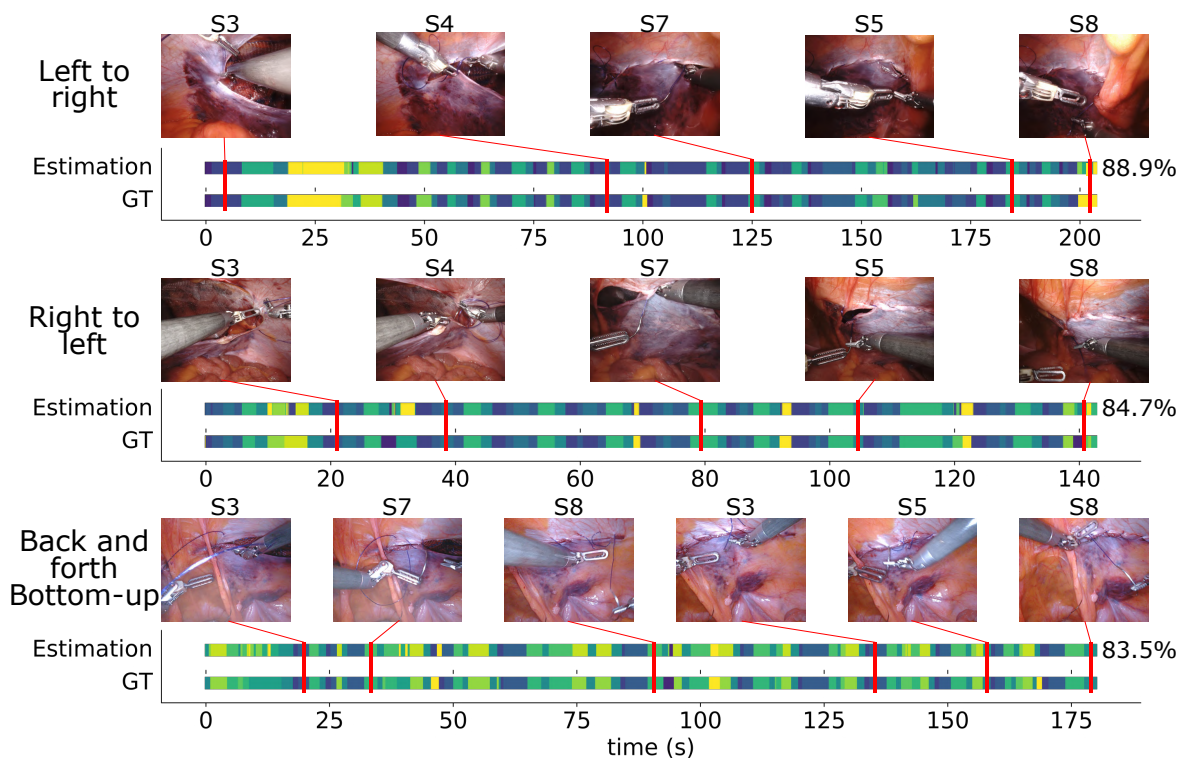 S3 S4 S7 S5 S8
Left to
right
Estimation 88.9%
GT
0 25 50 75 100 125 150 175 200
S3 S4 S7 S5 S8
Right to
left
Estimation 84.7%
GT
0 20 40 60 80 100 120 140
S3 S7 S8 S3 S5 S8
Back and
forth
Bottom-up
Estimation 83.5%
GT
0 25 50 75 100 125 150 175
time (s)